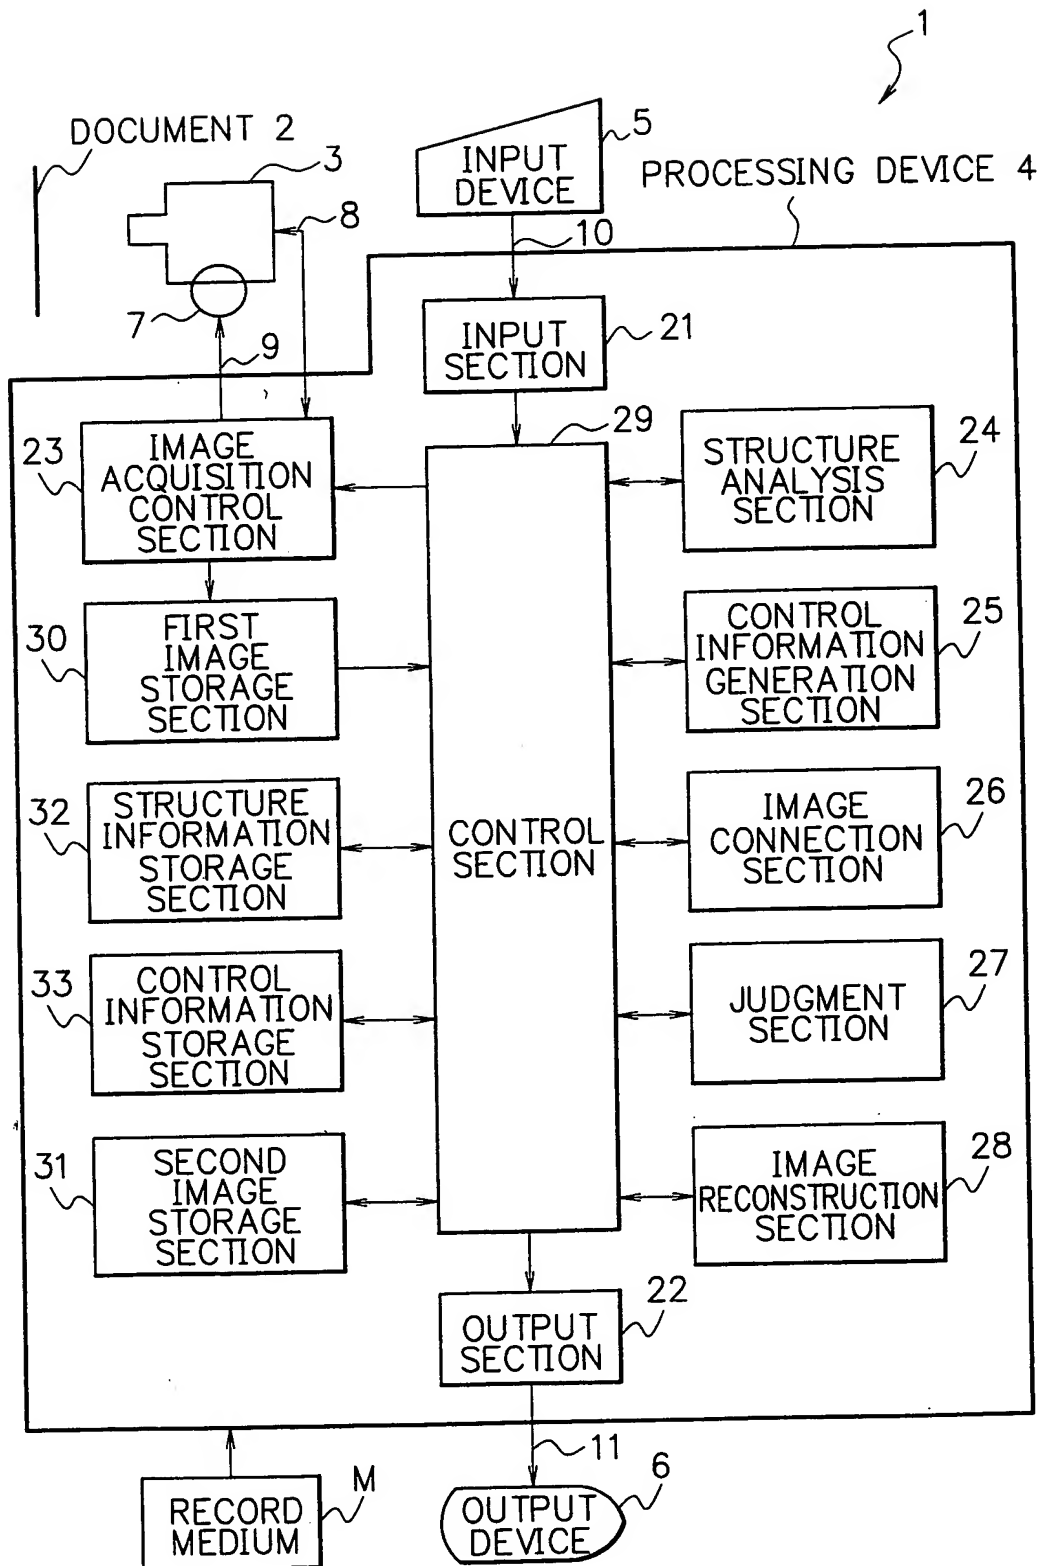 1
DOCUMENT 2
3
8
7
9
INPUT
DEVICE
5
10
PROCESSING DEVICE 4
INPUT
SECTION
21
29
23
IMAGE
ACQUISITION
CONTROL
SECTION
STRUCTURE
ANALYSIS
SECTION
24
30
FIRST
IMAGE
STORAGE
SECTION
CONTROL
INFORMATION
GENERATION
SECTION
25
32
STRUCTURE
INFORMATION
STORAGE
SECTION
CONTROL
SECTION
IMAGE
CONNECTION
SECTION
26
33
CONTROL
INFORMATION
STORAGE
SECTION
JUDGMENT
SECTION
27
31
SECOND
IMAGE
STORAGE
SECTION
IMAGE
RECONSTRUCTION
SECTION
28
OUTPUT
SECTION
22
11
RECORD
MEDIUM
M
OUTPUT
DEVICE
6